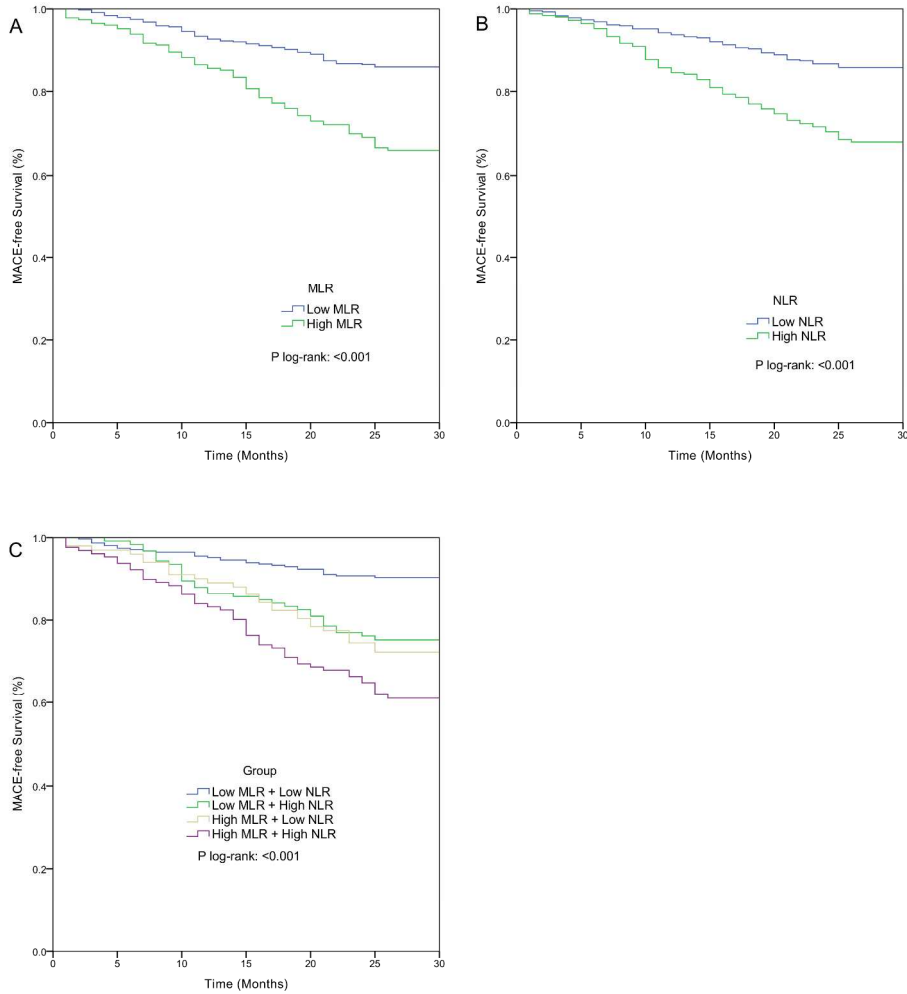 A
MACE-free Survival (%)
1.0
0.8
0.6
0.4
0.2
0.0
MLR
Low MLR
High MLR
P log-rank: <0.001
0 5 10 15 20 25 30
Time (Months)
B
MACE-free Survival (%)
1.0
0.8
0.6
0.4
0.2
0.0
NLR
Low NLR
High NLR
P log-rank: <0.001
0 5 10 15 20 25 30
Time (Months)
C
MACE-free Survival (%)
1.0
0.8
0.6
0.4
0.2
0.0
Group
Low MLR + Low NLR
Low MLR + High NLR
High MLR + Low NLR
High MLR + High NLR
P log-rank: <0.001
0 5 10 15 20 25 30
Time (Months)